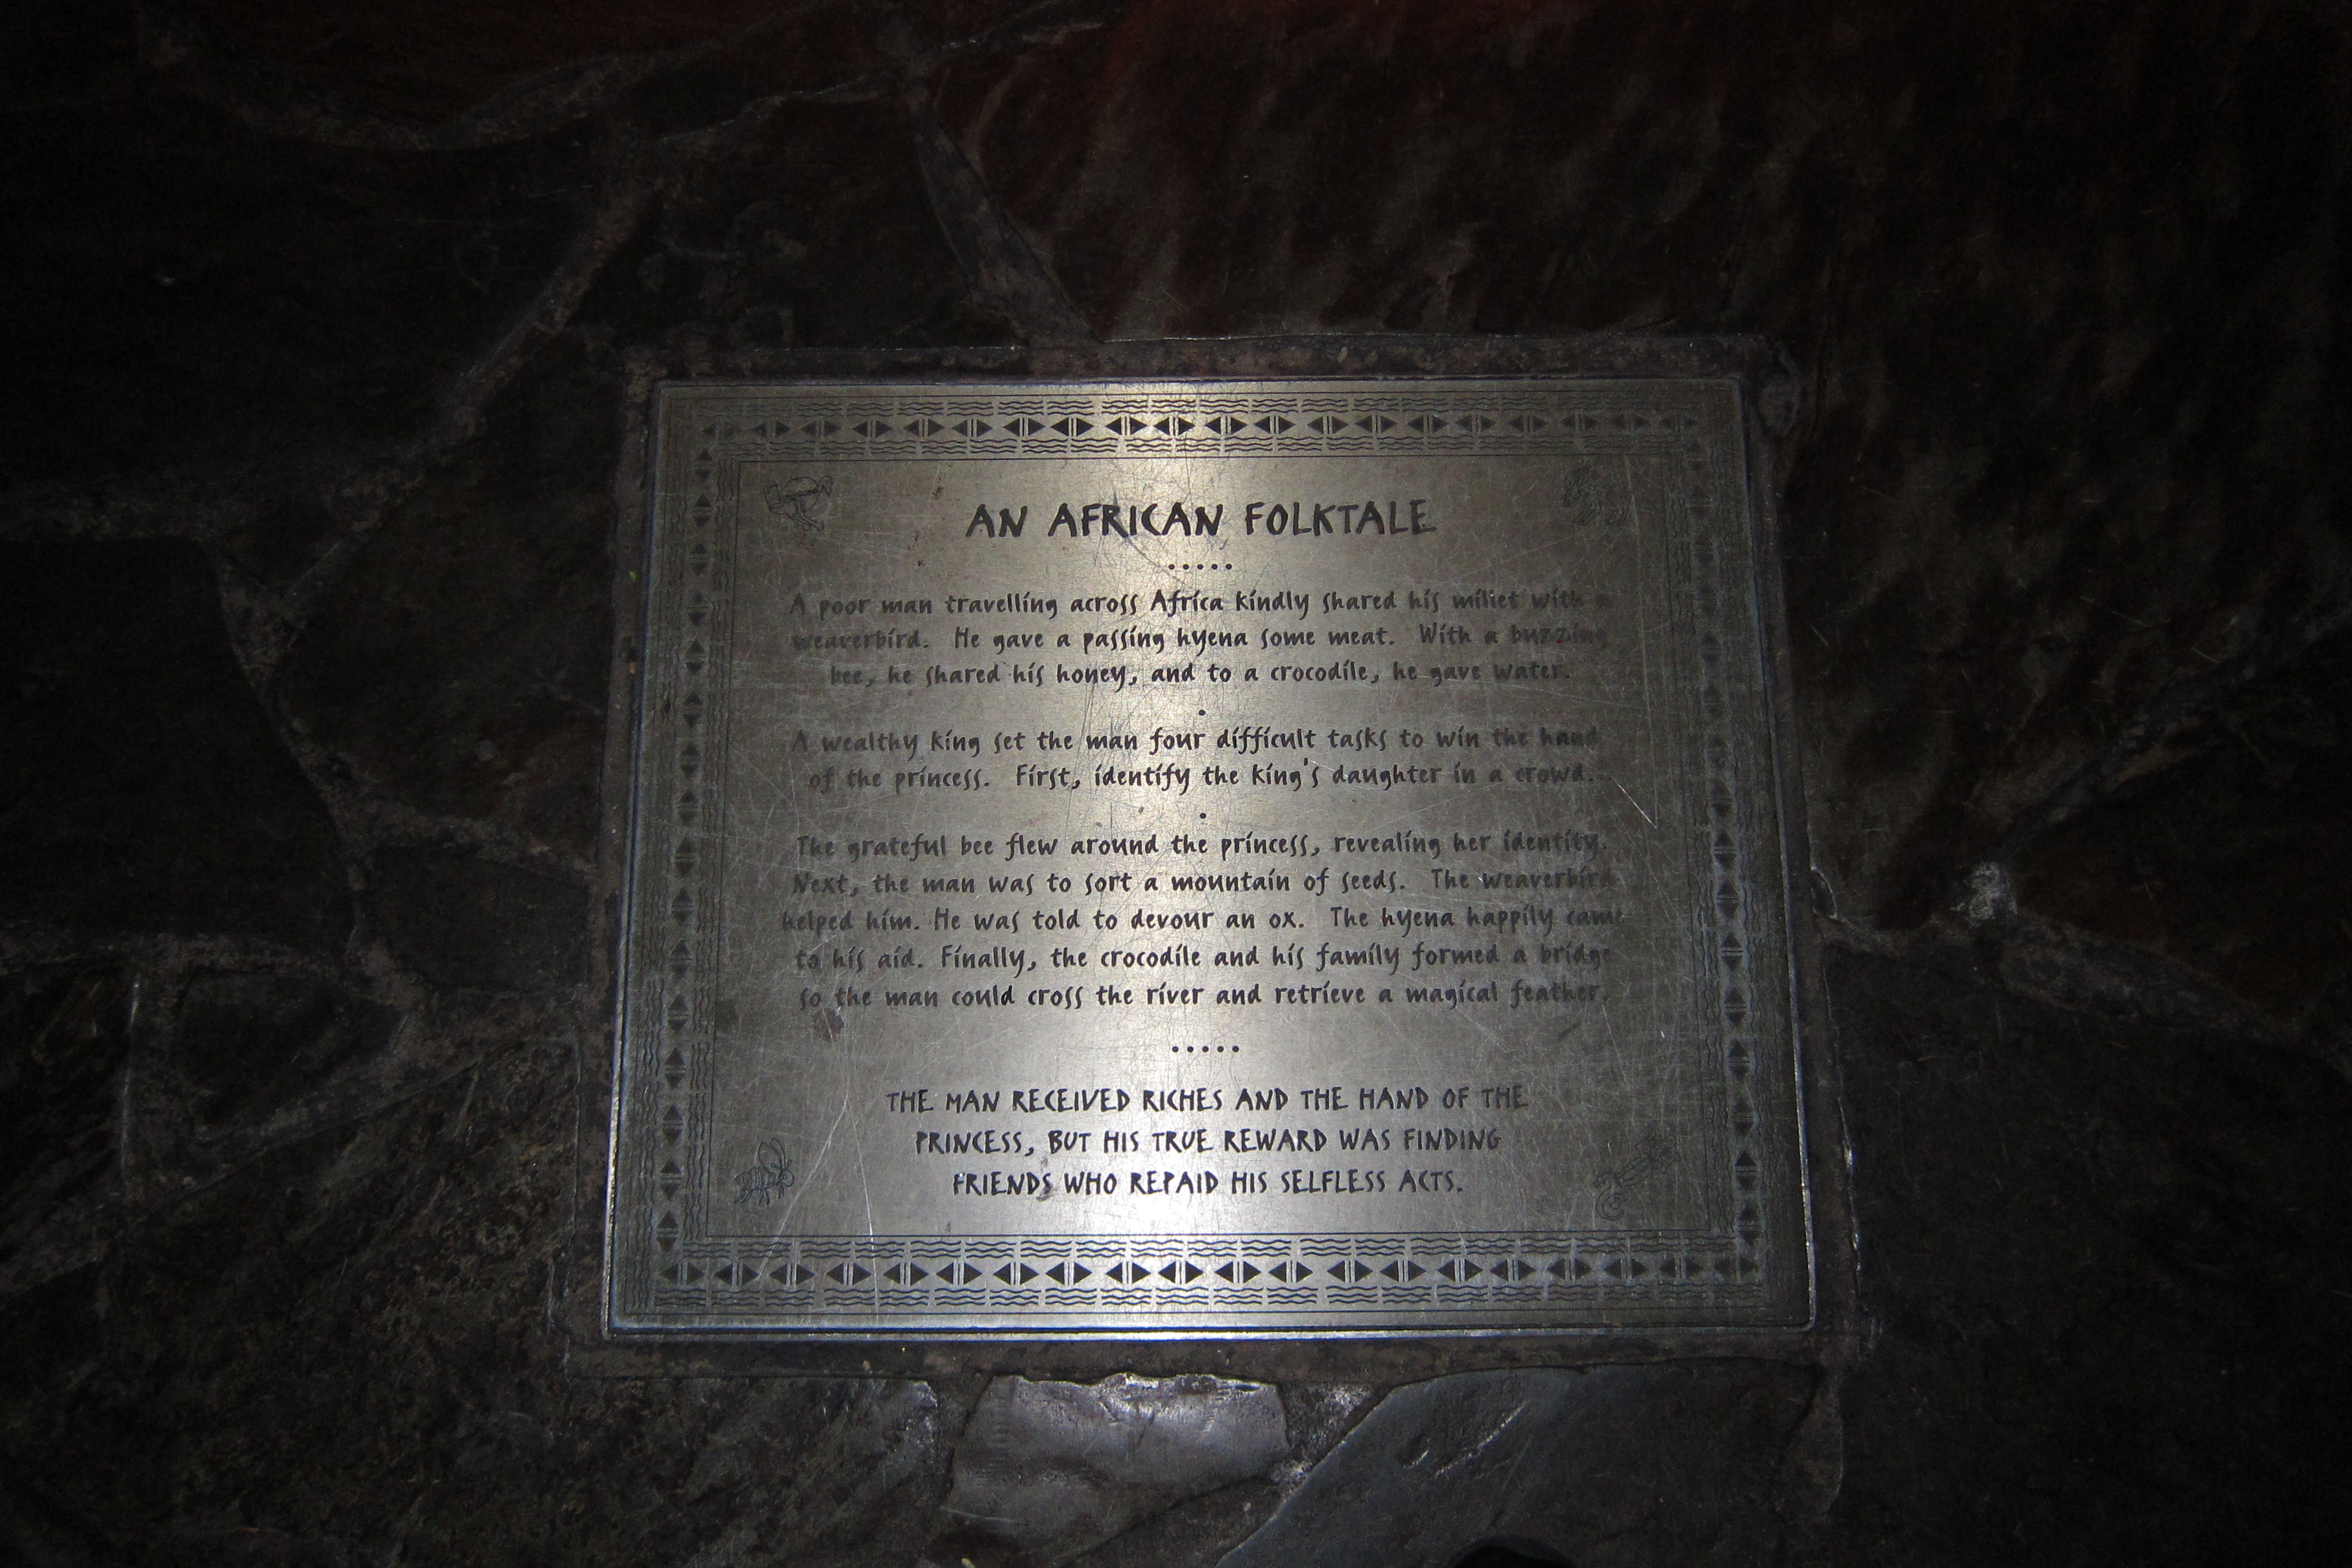 AN AFRICAN FOLKTALE
A poor man travelling across Africa kindly shared his millet with a
weaverbird. He gave a passing hyena some meat. With a buzzing
bee, he shared his honey, and to a crocodile, he gave water.
A wealthy king set the man four difficult tasks to win the hand
of the princess. First, identify the king's daughter in a crowd.
The grateful bee flew around the princess, revealing her identity.
Next, the man was to sort a mountain of seeds. The weaverbird
helped him. He was told to devour an ox. The hyena happily came
to his aid. Finally, the crocodile and his family formed a bridge
so the man could cross the river and retrieve a magical feather.
THE MAN RECEIVED RICHES AND THE HAND OF THE
PRINCESS, BUT HIS TRUE REWARD WAS FINDING
FRIENDS WHO REPAID HIS SELFLESS ACTS.